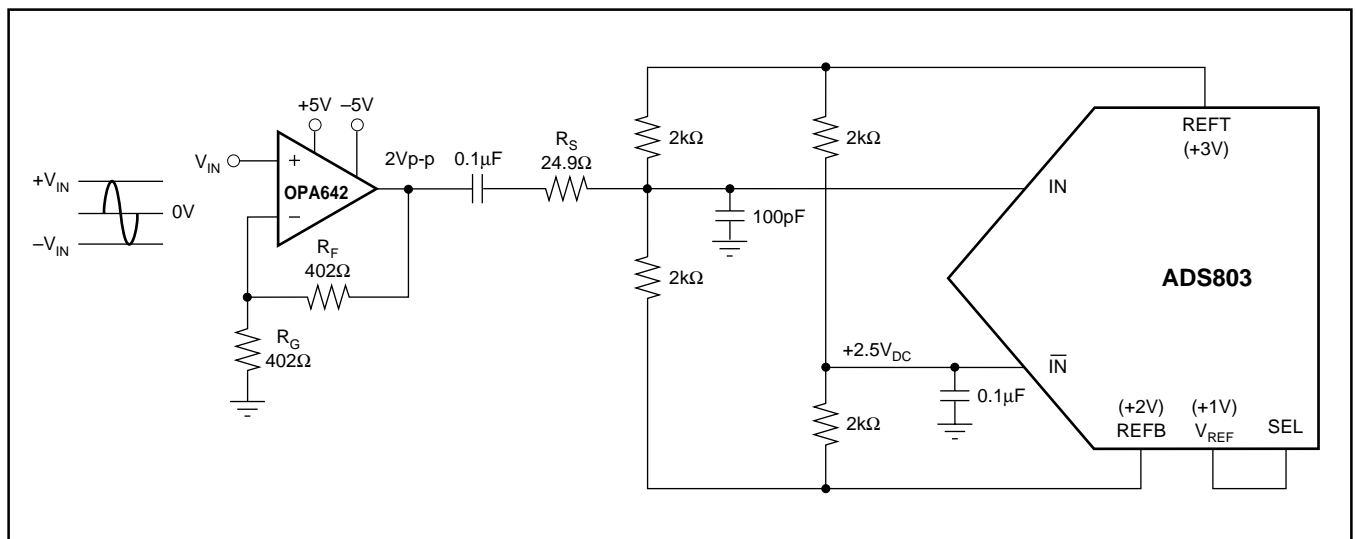 +V_IN
0V
–V_IN
V_IN
+5V –5V
+
OPA642
–
R_F
402Ω
R_G
402Ω
2Vp-p
0.1µF
R_S
24.9Ω
2kΩ
2kΩ
100pF
2kΩ
+2.5V_DC
0.1µF
2kΩ
REFT
(+3V)
IN
ADS803
I̅N̅
(+2V)
REFB
(+1V)
V_REF
SEL